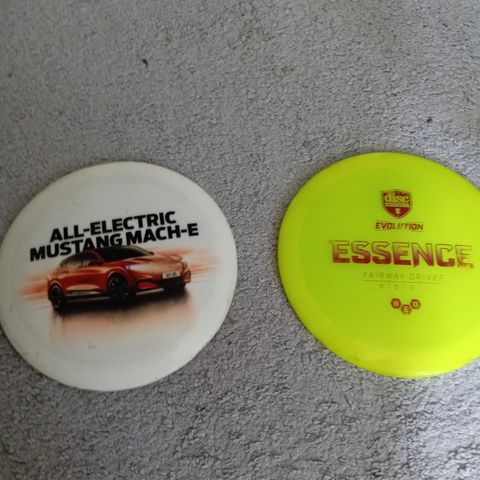 ALL-ELECTRIC
MUSTANG MACH-E
disc
EVOLUTION
ESSENCE
FAIRWAY DRIVER
NEO